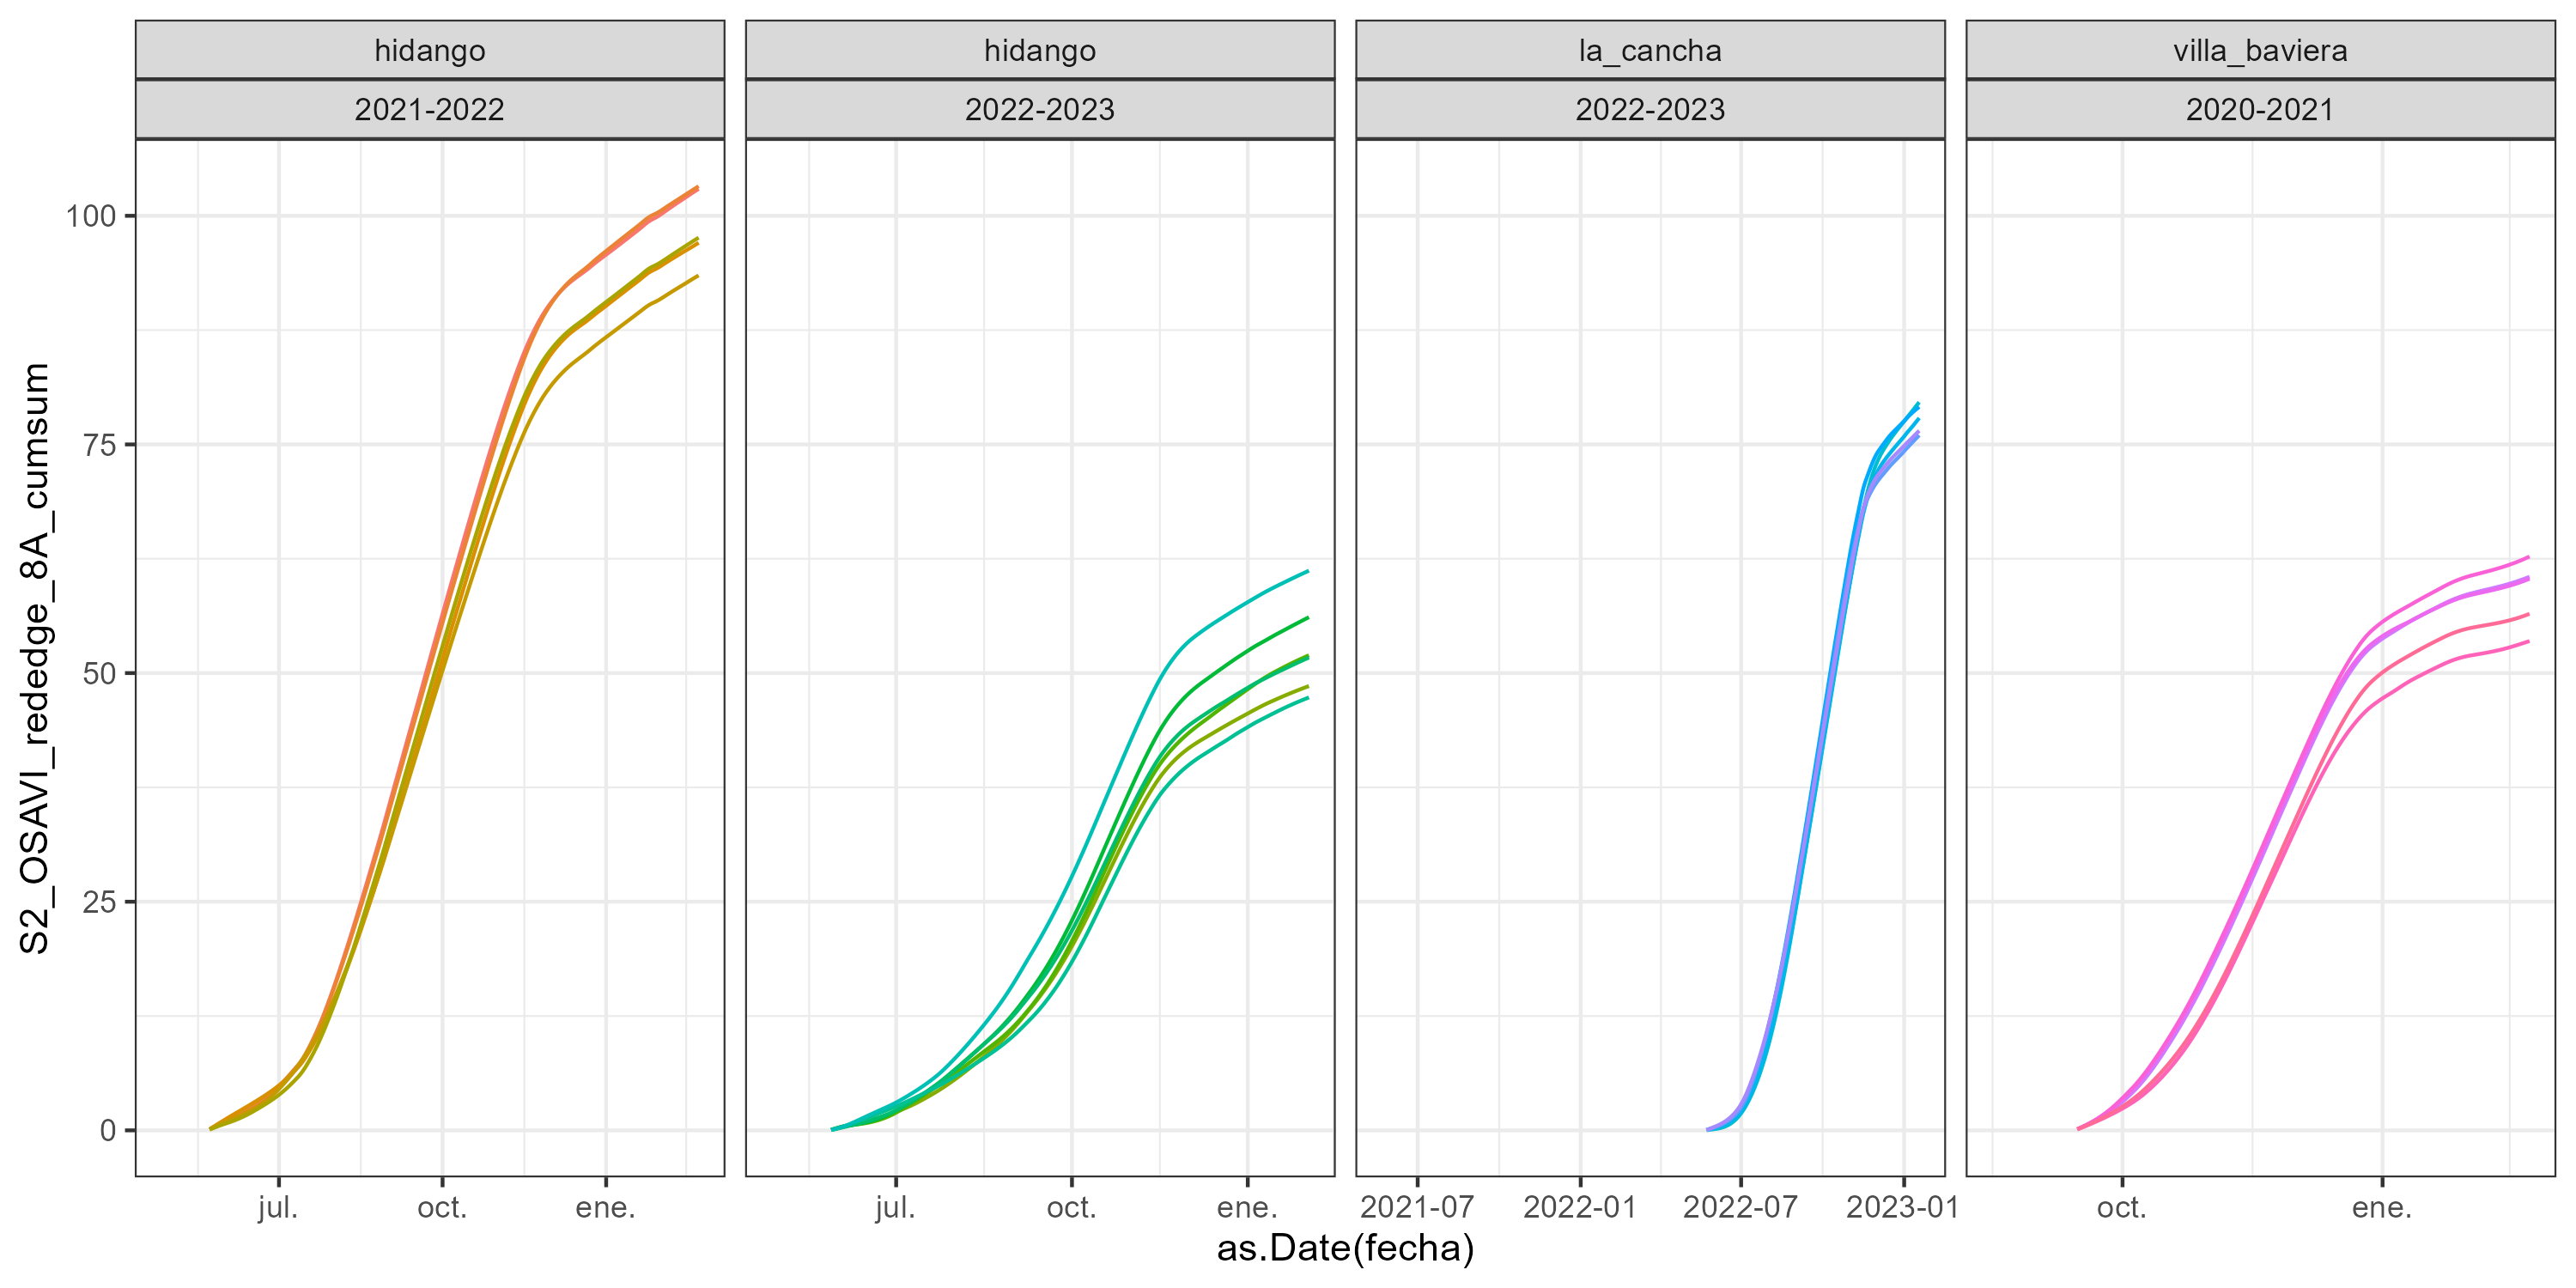 hidango
2021-2022
hidango
2022-2023
la_cancha
2022-2023
villa_baviera
2020-2021
S2_OSAVI_rededge_8A_cumsum
100
75
50
25
0
jul. oct. ene.
jul. oct. ene.
2021-07 2022-01 2022-07 2023-01
oct. ene.
as.Date(fecha)